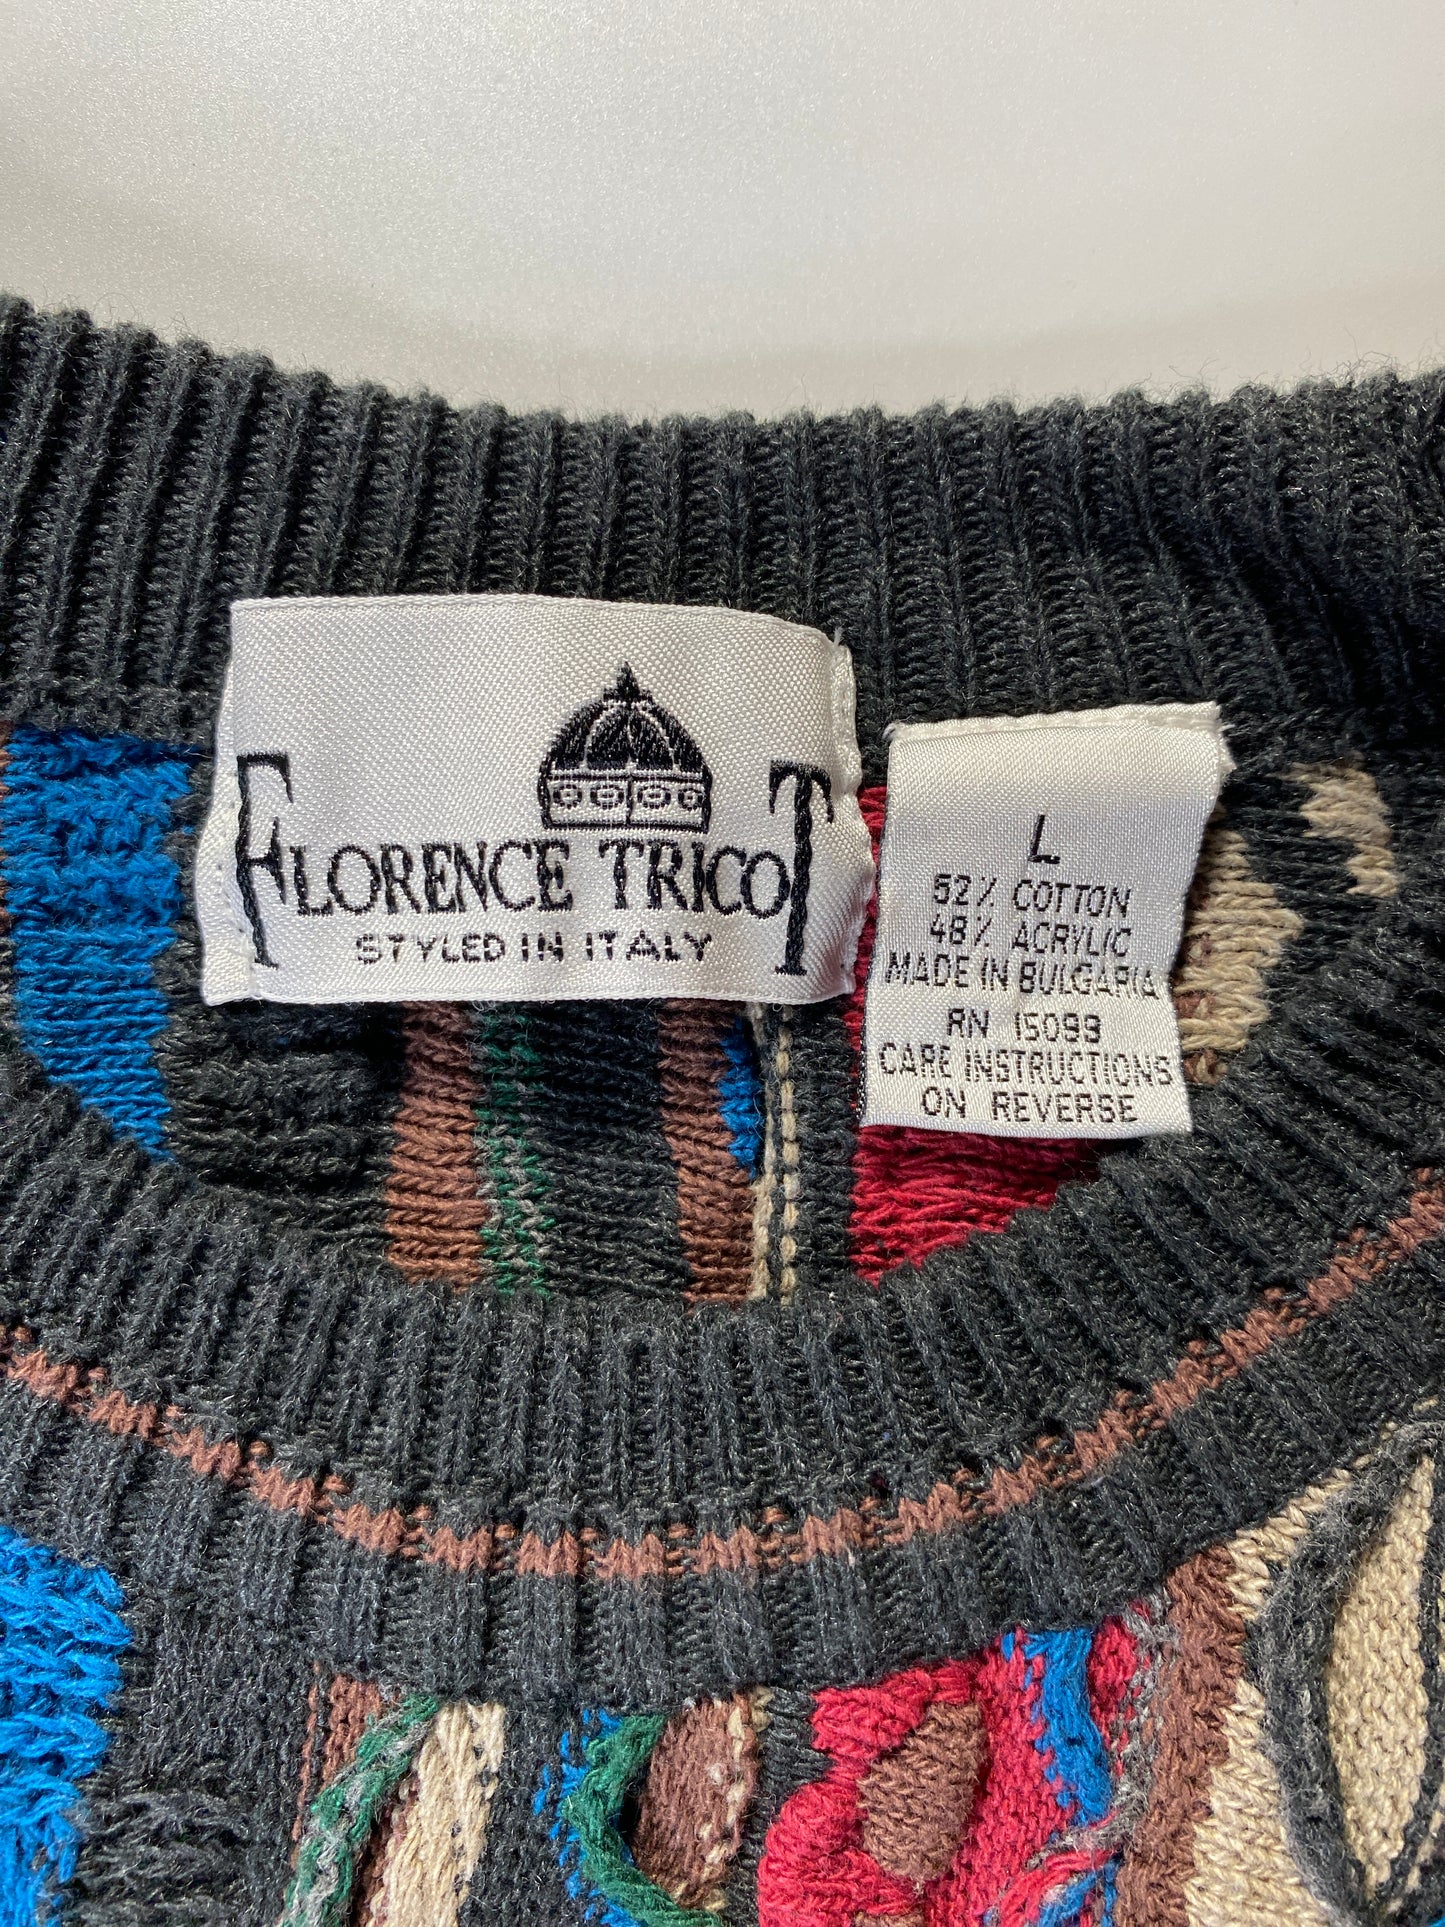 FLORENCE TRICOT
STYLED IN ITALY
L
52% COTTON
48% ACRYLIC
MADE IN BULGARIA
RN 15099
CARE INSTRUCTIONS
ON REVERSE